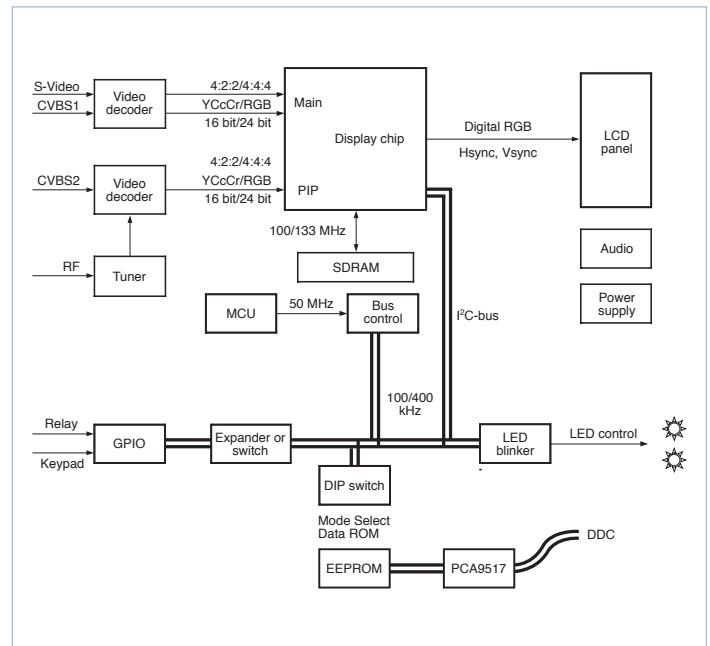 S-Video
CVBS1
Video
decoder
4:2:2/4:4:4
YCcCr/RGB
16 bit/24 bit
Main
Display chip
PIP
Digital RGB
Hsync, Vsync
LCD
panel
CVBS2
Video
decoder
4:2:2/4:4:4
YCcCr/RGB
16 bit/24 bit
RF
Tuner
100/133 MHz
SDRAM
Audio
Power
supply
MCU
50 MHz
Bus
control
I²C-bus
100/400
kHz
Relay
Keypad
GPIO
Expander or
switch
DIP switch
LED
blinker
LED control
Mode Select
Data ROM
EEPROM
PCA9517
DDC